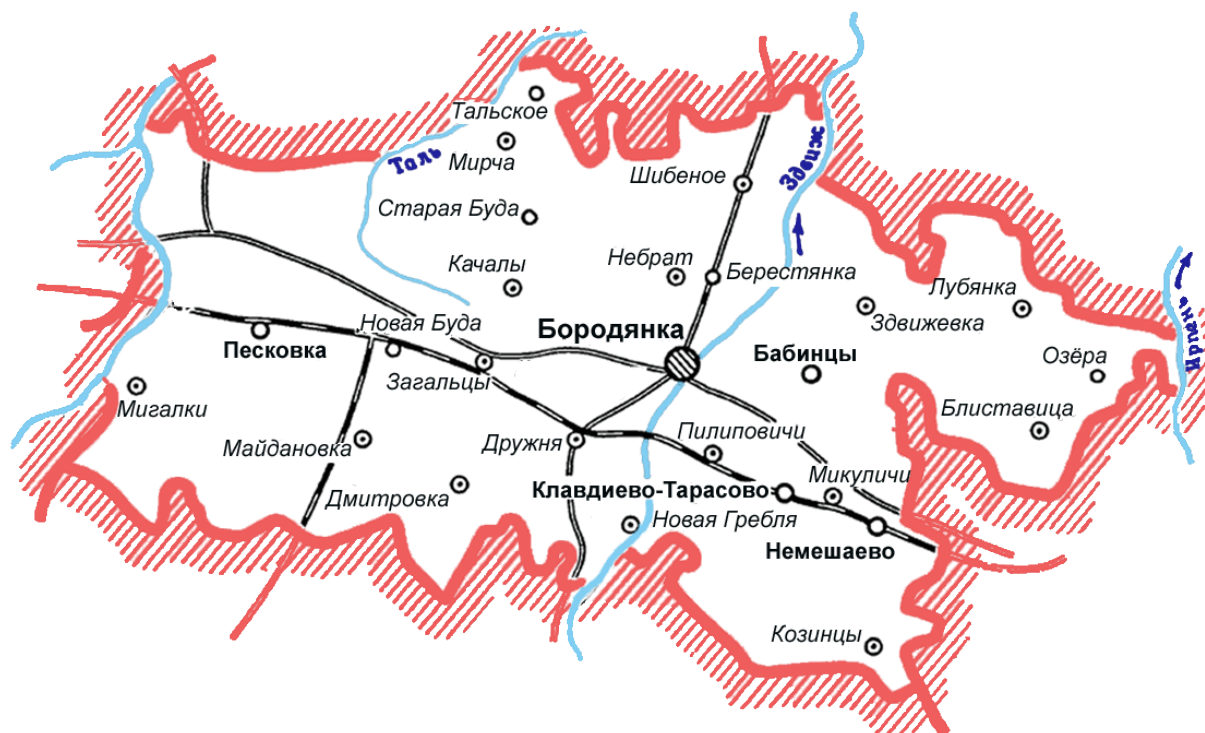 Тальское
Таль
Мирча
Здвиж
Шибеное
Старая Буда
Качалы
Небрат
Берестянка
Лубянка
Ирпень
Здвижевка
Новая Буда
Бородянка
Песковка
Загальцы
Бабинцы
Озёра
Мигалки
Блиставица
Майдановка
Дружня
Пилиповичи
Дмитровка
Клавдиево-Тарасово
Микуличи
Новая Гребля
Немешаево
Козинцы